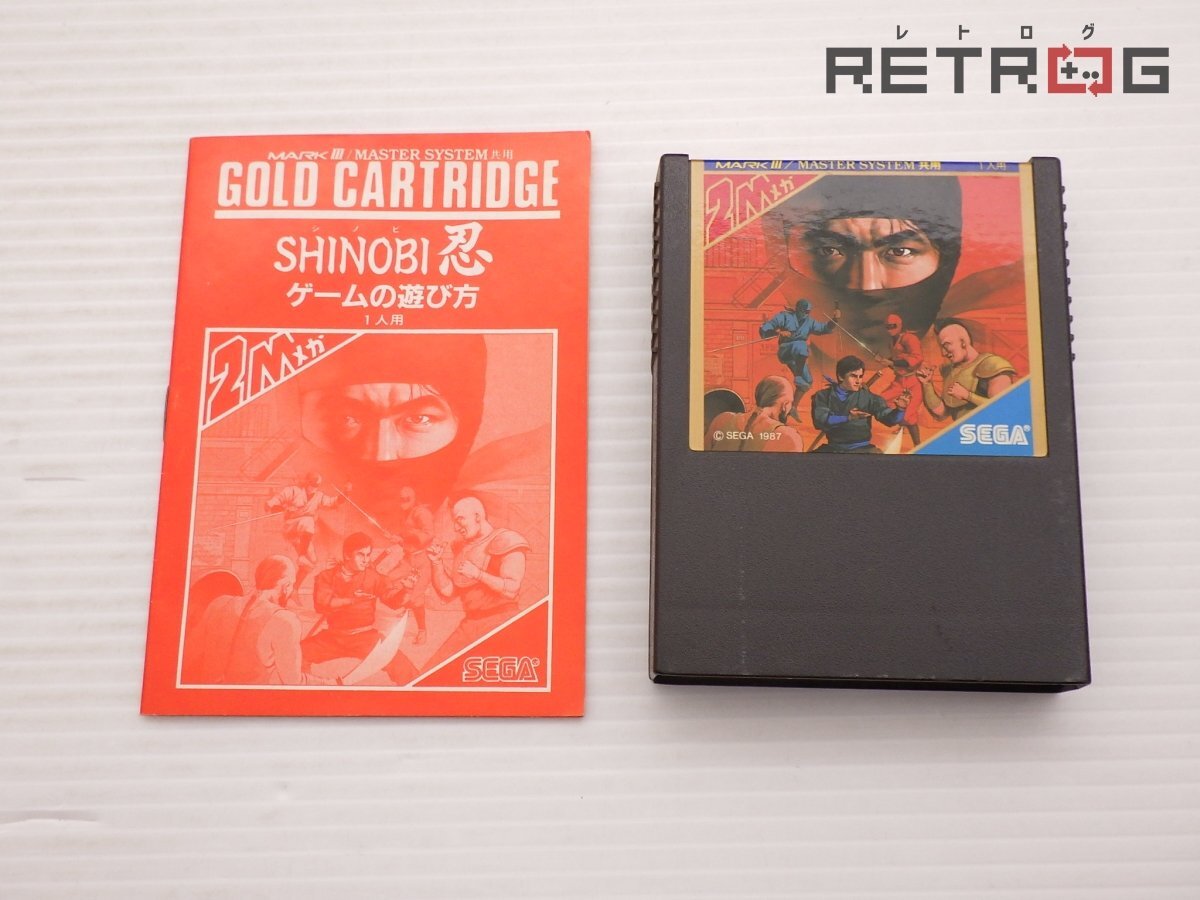 レトログ
RETROG
MARK III / MASTER SYSTEM 共用
GOLD CARTRIDGE
シノビ
SHINOBI 忍
ゲームの遊び方
1人用
2Mメガ
SEGA®
MARK III / MASTER SYSTEM 共用 1人用
2Mメガ
© SEGA 1987
SEGA®